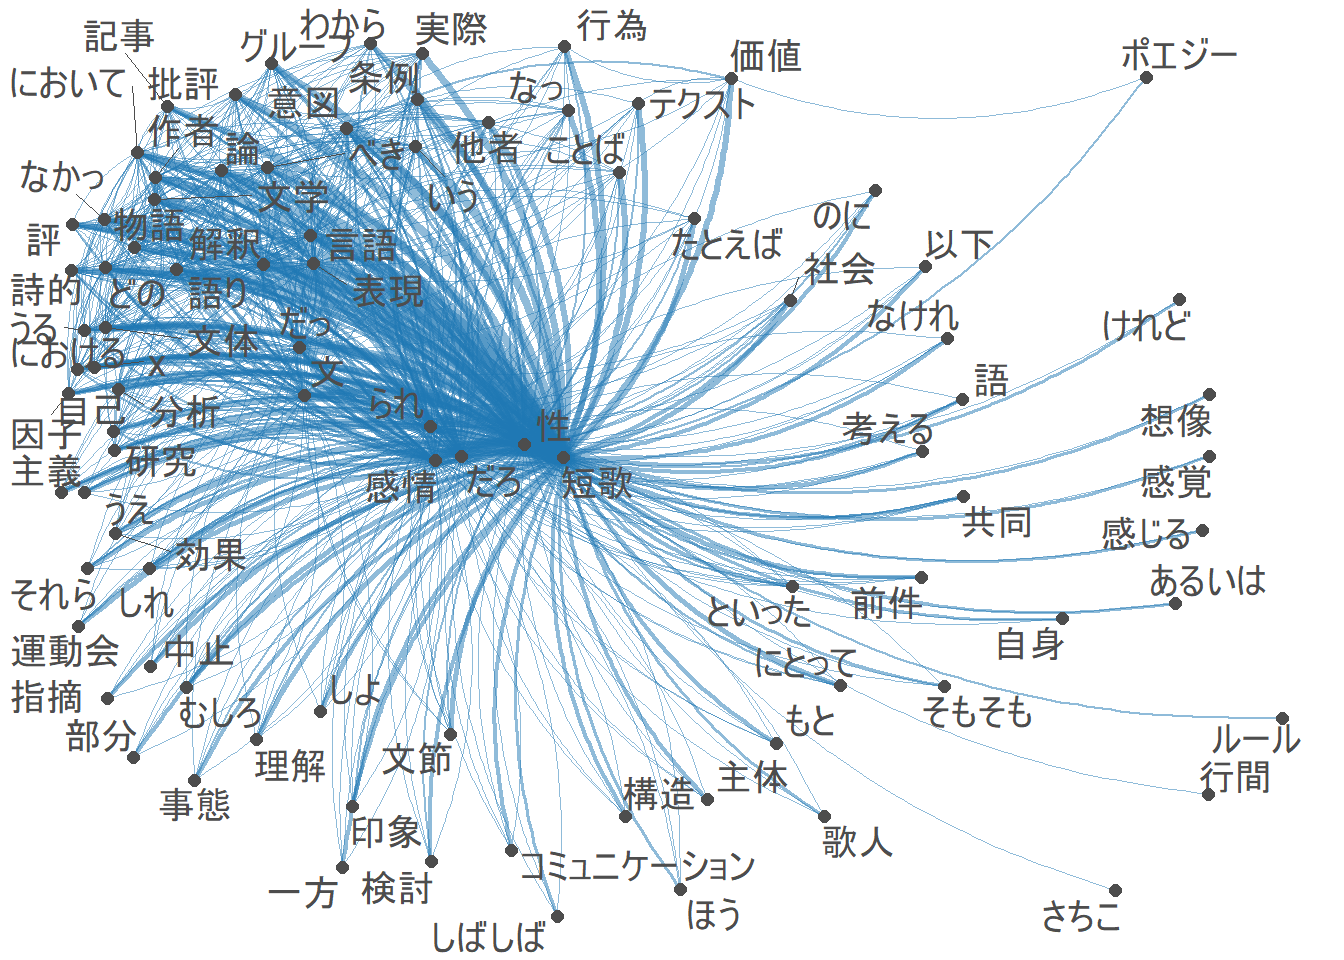 わから
実際
行為
記事
グループ
価値
ポエジー
において
批評
条例
なっ
意図
テクスト
作者
論
べき
他者
ことば
なかっ
文学
いう
のに
物語
評
解釈
言語
たとえば
以下
社会
詩的
どの
語り
表現
うる
だっ
なけれ
けれど
における
x
文体
文
語
自己
分析
られ
性
考える
想像
因子
主義
研究
感情
だろ
短歌
感覚
うえ
共同
感じる
効果
それら
しれ
あるいは
といった
前件
運動会
中止
自身
指摘
しよ
にとって
むしろ
もと
そもそも
部分
ルール
理解
文節
主体
行間
事態
構造
印象
歌人
コミュニケーション
一方
検討
ほう
さちこ
しばしば